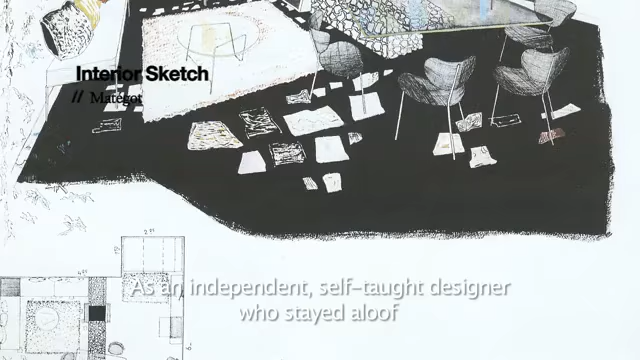 Interior Sketch
// Mategot
As an independent, self-taught designer
who stayed aloof